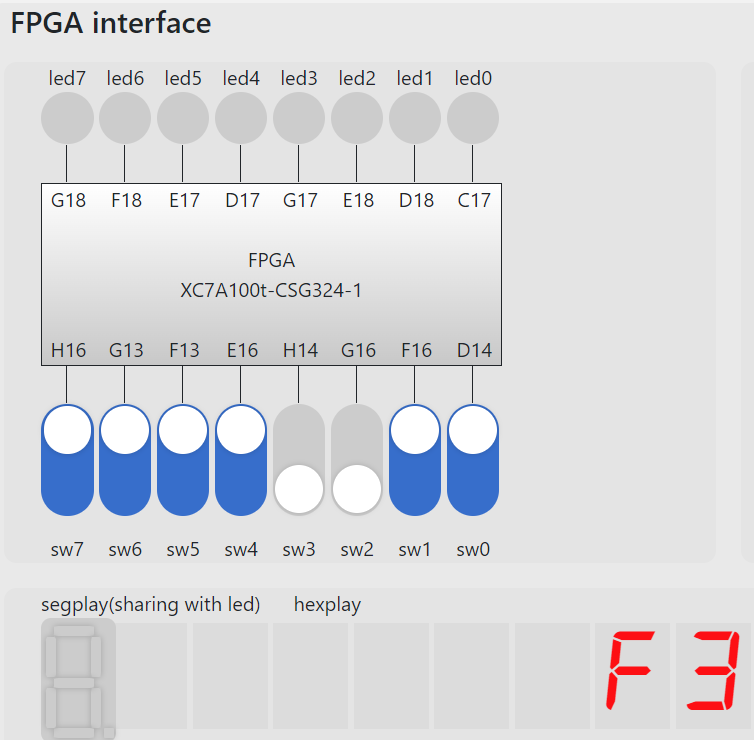 FPGA interface
led7 led6 led5 led4 led3 led2 led1 led0
G18 F18 E17 D17 G17 E18 D18 C17
FPGA
XC7A100t-CSG324-1
H16 G13 F13 E16 H14 G16 F16 D14
sw7 sw6 sw5 sw4 sw3 sw2 sw1 sw0
segplay(sharing with led) hexplay
F 3